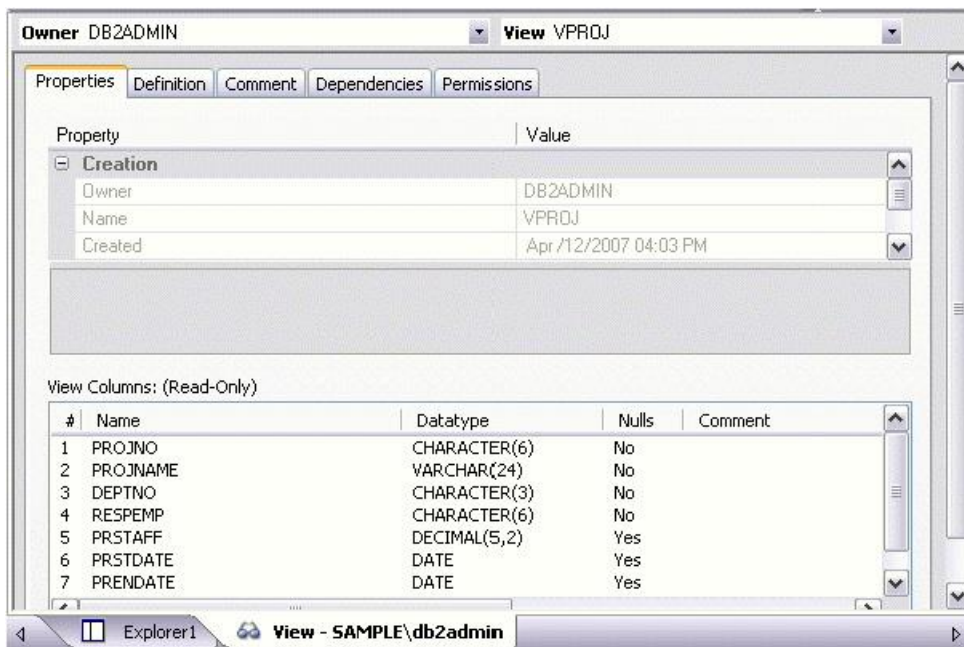 Owner DB2ADMIN View VPROJ
Properties Definition Comment Dependencies Permissions
Property Value
Creation
Owner DB2ADMIN
Name VPROJ
Created Apr /12/2007 04:03 PM
View Columns: (Read-Only)
# Name Datatype Nulls Comment
1 PROJNO CHARACTER(6) No
2 PROJNAME VARCHAR(24) No
3 DEPTNO CHARACTER(3) No
4 RESPEMP CHARACTER(6) No
5 PRSTAFF DECIMAL(5,2) Yes
6 PRSTDATE DATE Yes
7 PRENDATE DATE Yes
Explorer1 View - SAMPLE\db2admin